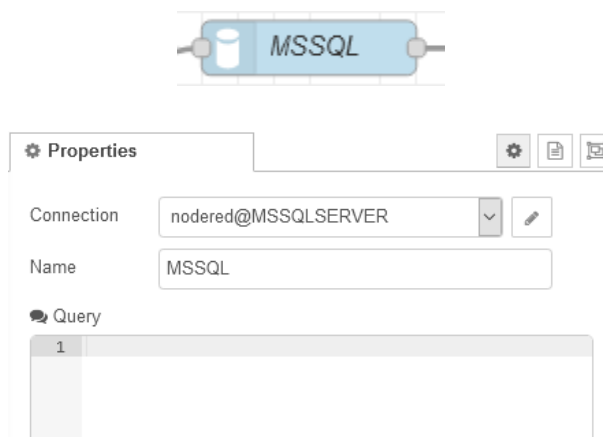 MSSQL
Properties
Connection nodered@MSSQLSERVER
Name MSSQL
Query
1